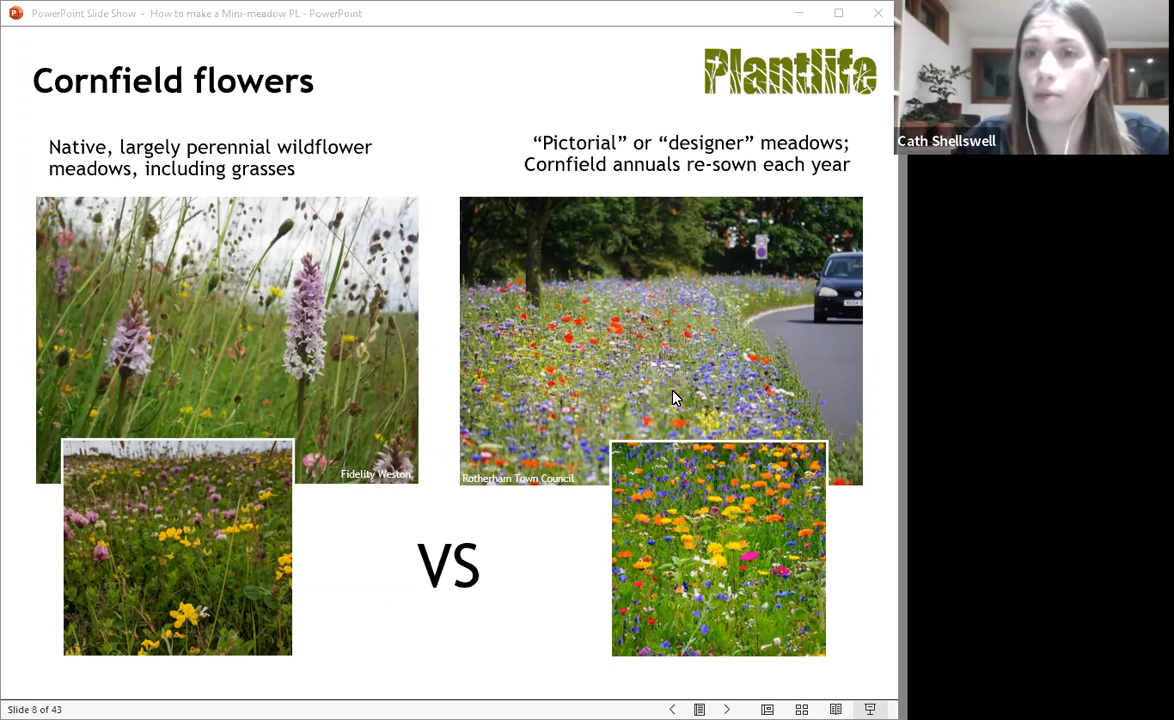 PowerPoint Slide Show - How to make a Mini-meadow PL - PowerPoint
Cornfield flowers
Plantlife
Native, largely perennial wildflower
meadows, including grasses
“Pictorial” or “designer” meadows;
Cornfield annuals re-sown each year
Fidelity Weston
Rotherham Town Council
VS
Cath Shellswell
Slide 8 of 43